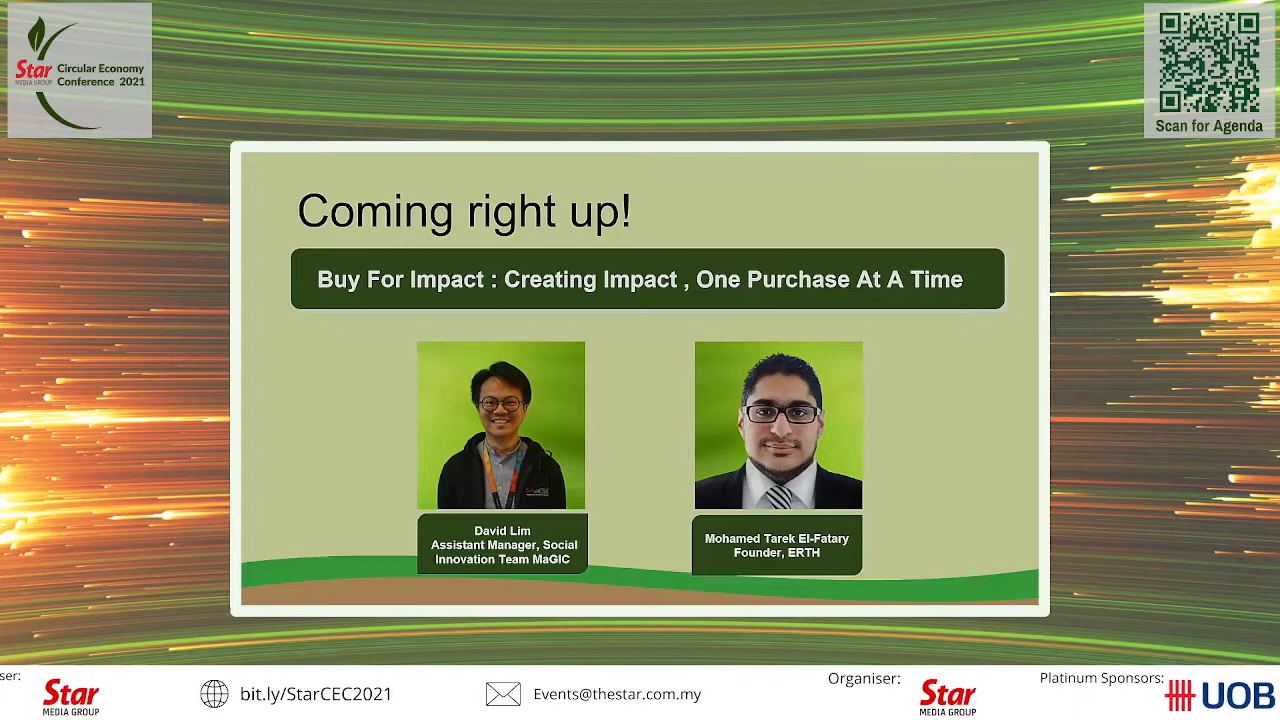 Star
MEDIA GROUP
Circular Economy
Conference 2021
Scan for Agenda
Coming right up!
Buy For Impact : Creating Impact , One Purchase At A Time
MaGIC
David Lim
Assistant Manager, Social
Innovation Team MaGIC
Mohamed Tarek El-Fatary
Founder, ERTH
ser:
Star
MEDIA GROUP
bit.ly/StarCEC2021
Events@thestar.com.my
Organiser:
Star
MEDIA GROUP
Platinum Sponsors:
UOB